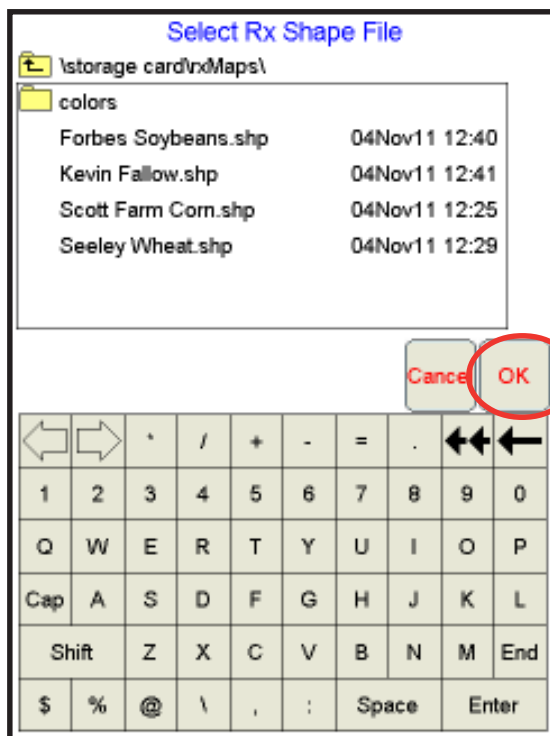 Select Rx Shape File
\storage card\rxMaps\
colors
Forbes Soybeans.shp 04Nov11 12:40
Kevin Fallow.shp 04Nov11 12:41
Scott Farm Corn.shp 04Nov11 12:25
Seeley Wheat.shp 04Nov11 12:29
Cancel OK
* / + - = .
1 2 3 4 5 6 7 8 9 0
Q W E R T Y U I O P
Cap A S D F G H J K L
Shift Z X C V B N M End
$ % @ \ , : Space Enter